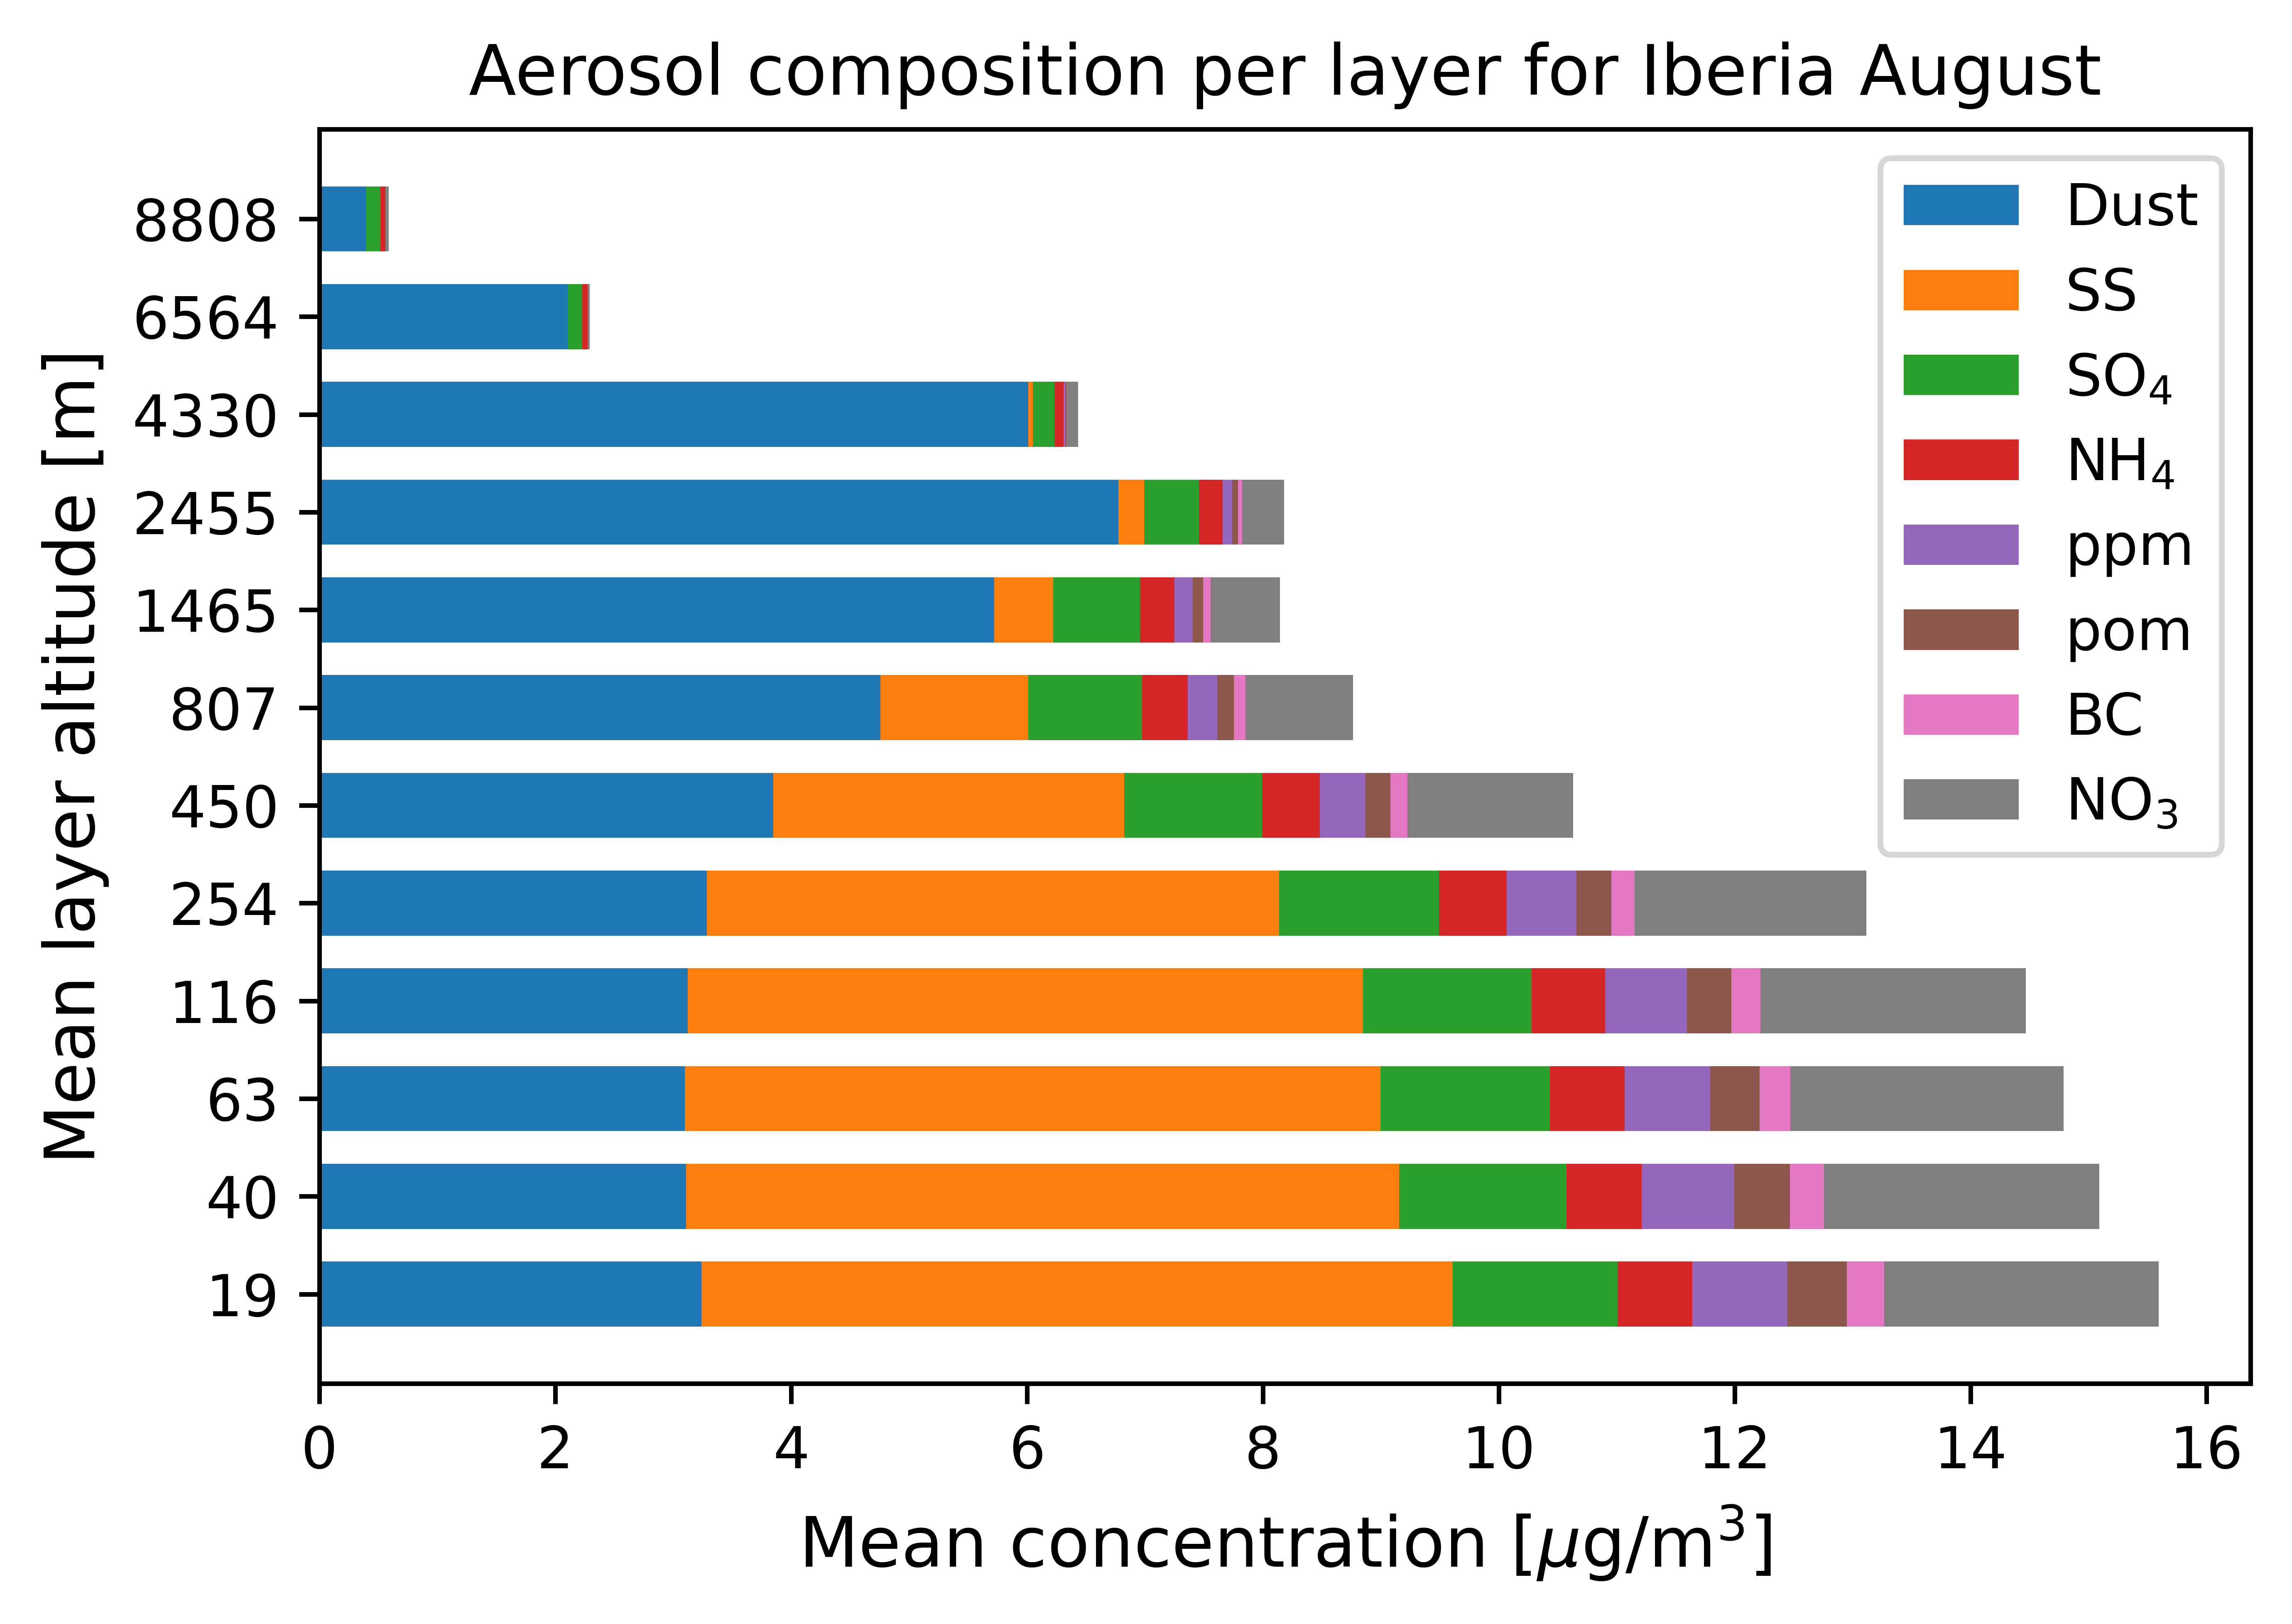 Aerosol composition per layer for Iberia August
Mean layer altitude [m]
8808
6564
4330
2455
1465
807
450
254
116
63
40
19
Dust
SS
SO₄
NH₄
ppm
pom
BC
NO₃
0 2 4 6 8 10 12 14 16
Mean concentration [μg/m³]